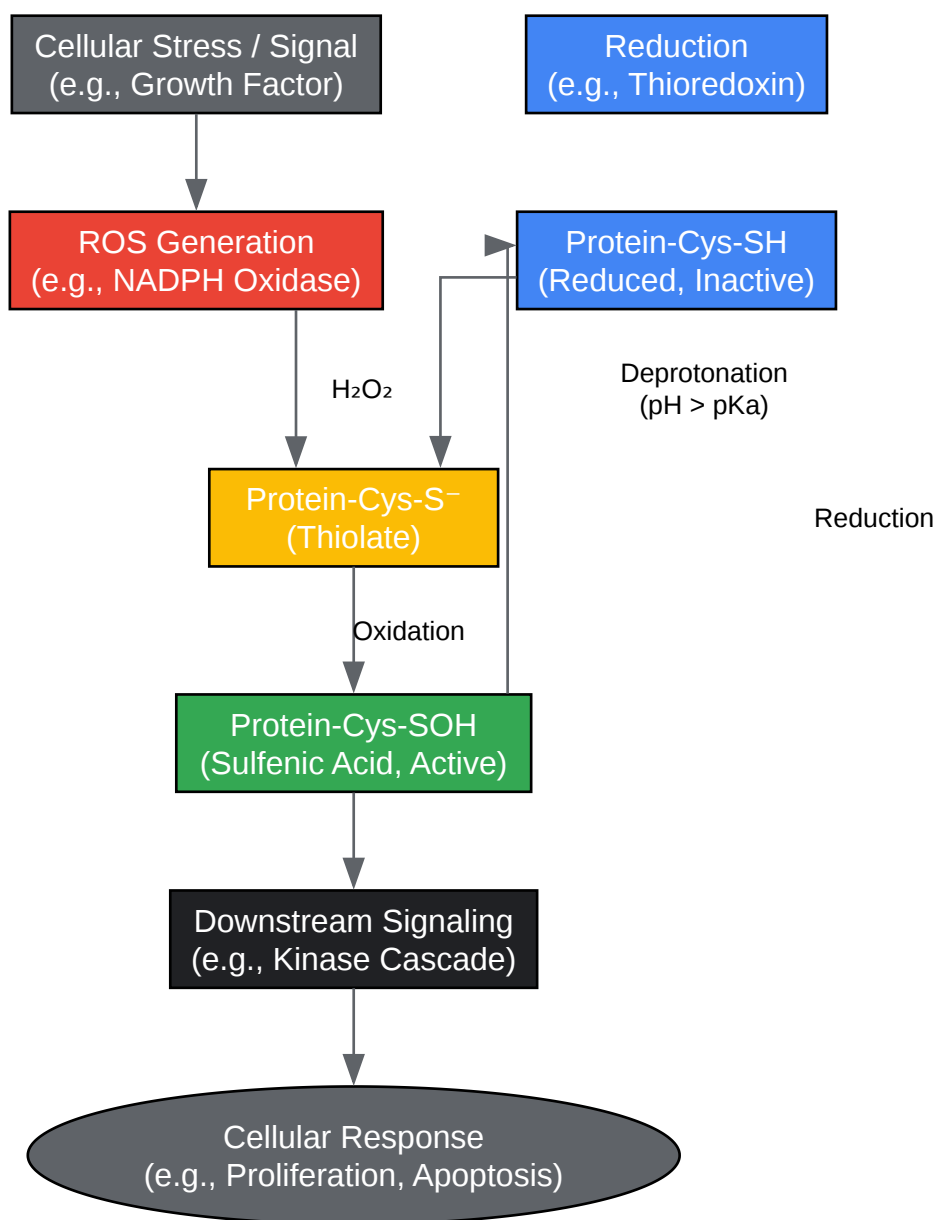 Cellular Stress / Signal
(e.g., Growth Factor)
Reduction
(e.g., Thioredoxin)
ROS Generation
(e.g., NADPH Oxidase)
Protein-Cys-SH
(Reduced, Inactive)
H₂O₂
Deprotonation
(pH > pKa)
Protein-Cys-S⁻
(Thiolate)
Reduction
Oxidation
Protein-Cys-SOH
(Sulfenic Acid, Active)
Downstream Signaling
(e.g., Kinase Cascade)
Cellular Response
(e.g., Proliferation, Apoptosis)